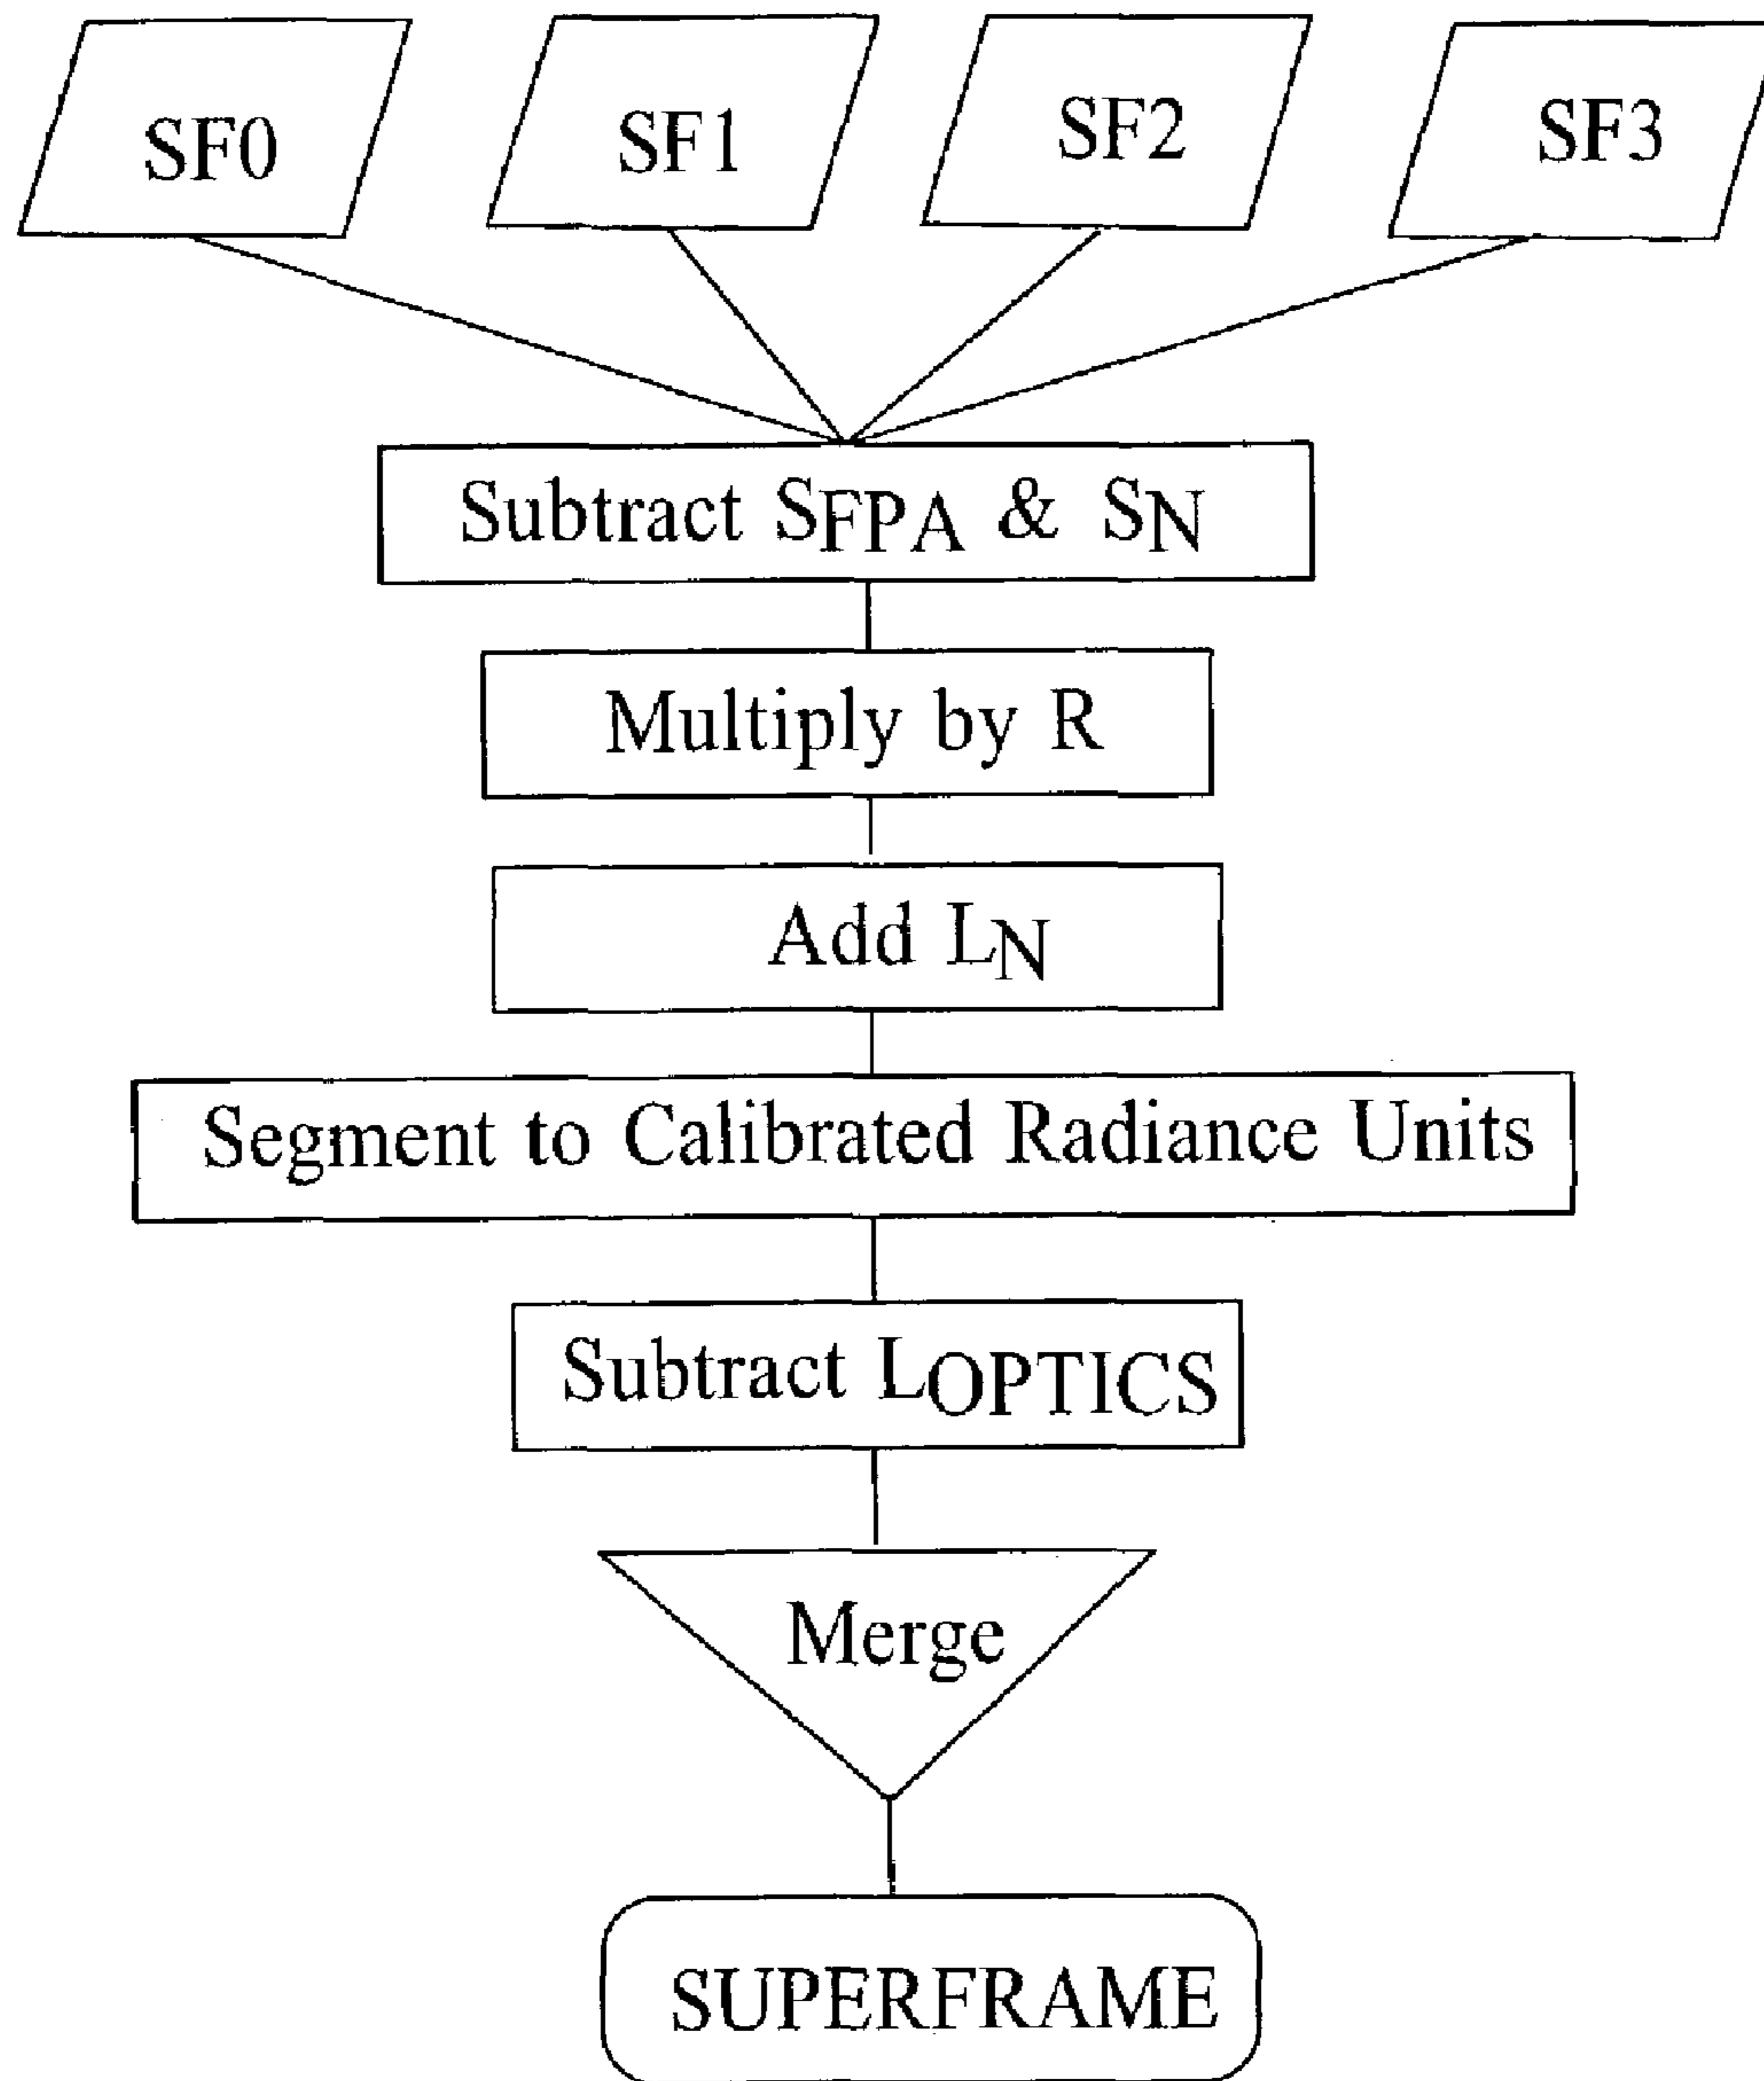 SF0 SF1 SF2 SF3
Subtract SFPA & SN
Multiply by R
Add LN
Segment to Calibrated Radiance Units
Subtract LOPTICS
Merge
SUPERFRAME